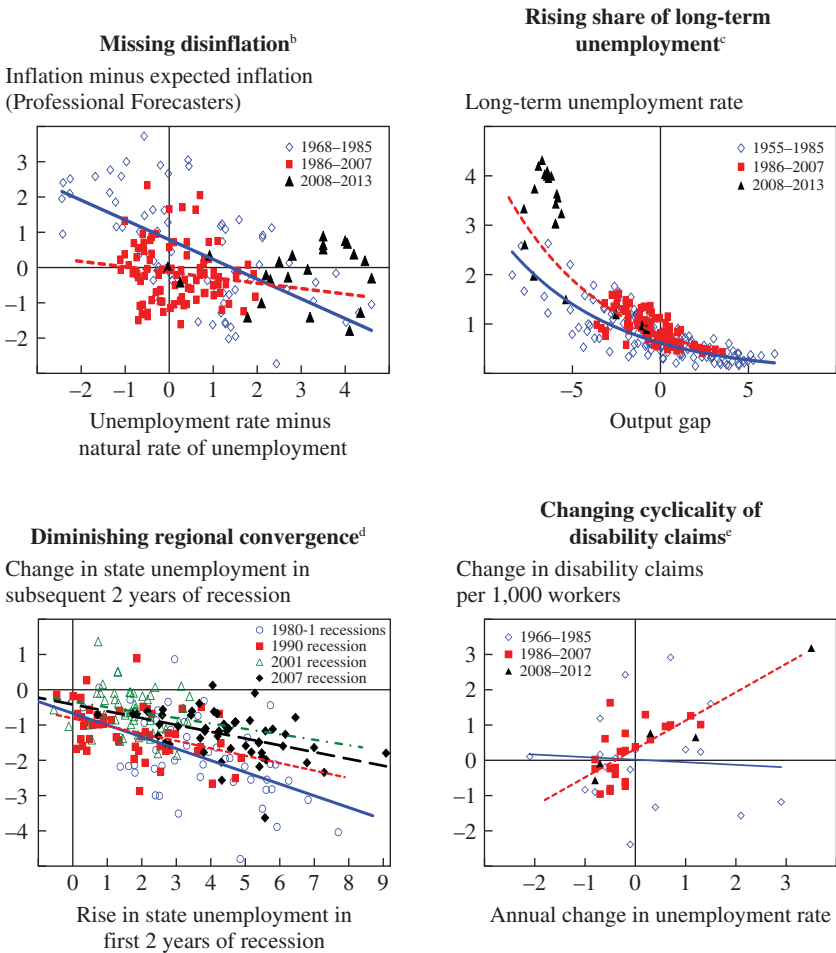 Missing disinflationᵇ
Inflation minus expected inflation
(Professional Forecasters)
1968–1985
1986–2007
2008–2013
3
2
1
0
−1
−2
−2
−1
0
1
2
3
4
Unemployment rate minus
natural rate of unemployment
Rising share of long-term
unemploymentᶜ
Long-term unemployment rate
1955–1985
1986–2007
2008–2013
4
3
2
1
−5
0
5
Output gap
Diminishing regional convergenceᵈ
Change in state unemployment in
subsequent 2 years of recession
1980-1 recessions
1990 recession
2001 recession
2007 recession
1
0
−1
−2
−3
−4
0
1
2
3
4
5
6
7
8
9
Rise in state unemployment in
first 2 years of recession
Changing cyclicality of
disability claimsᵉ
Change in disability claims
per 1,000 workers
1966–1985
1986–2007
2008–2012
3
2
1
0
−1
−2
−2
−1
0
1
2
3
Annual change in unemployment rate